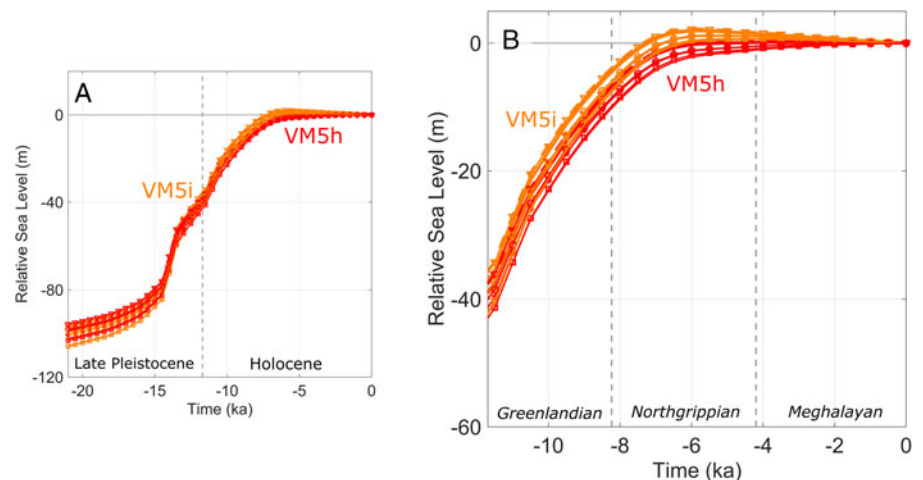 A
0
-40
-80
-120
Relative Sea Level (m)
VM5h
VM5i
Late Pleistocene
Holocene
-20
-15
-10
-5
0
Time (ka)
B
0
-20
-40
-60
Relative Sea Level (m)
VM5h
VM5i
Greenlandian
Northgrippian
Meghalayan
-10
-8
-6
-4
-2
0
Time (ka)